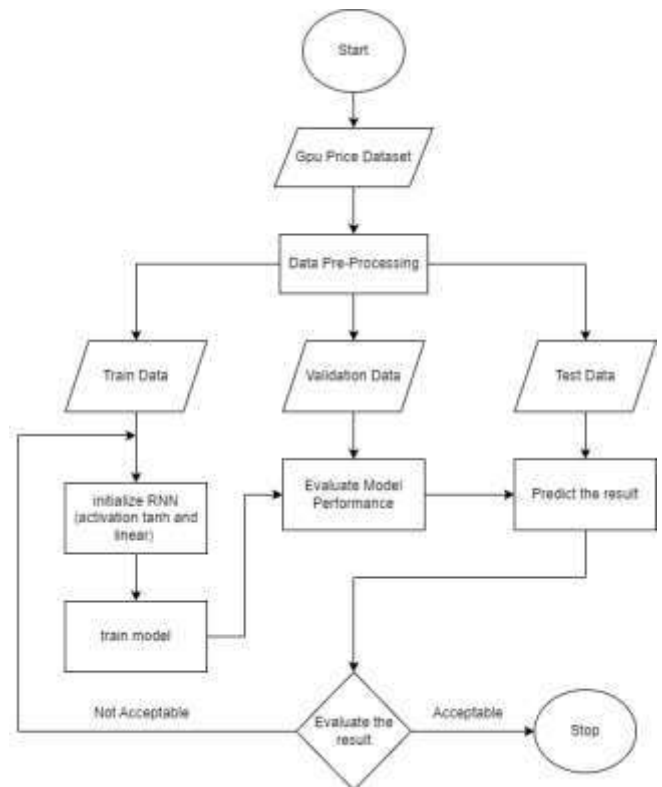 Start
Gpu Price Dataset
Data Pre-Processing
Train Data
Validation Data
Test Data
initialize RNN
(activation tanh and
linear)
Evaluate Model
Performance
Predict the result
train model
Not Acceptable
Evaluate the
result
Acceptable
Stop